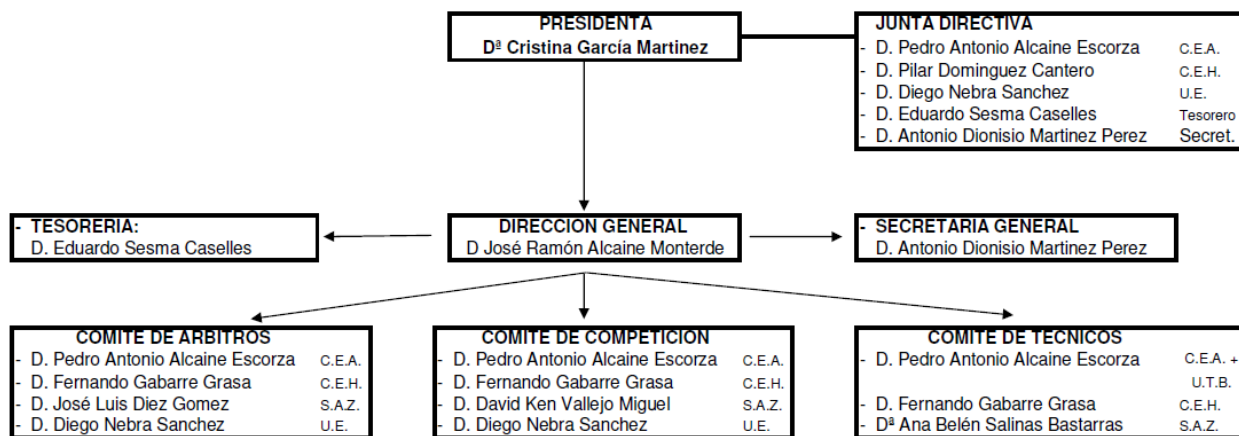 PRESIDENTA
Dª Cristina García Martinez
JUNTA DIRECTIVA
- D. Pedro Antonio Alcaine Escorza C.E.A.
- D. Pilar Dominguez Cantero C.E.H.
- D. Diego Nebra Sanchez U.E.
- D. Eduardo Sesma Caselles Tesorero
- D. Antonio Dionisio Martinez Perez Secret.
- TESORERIA:
D. Eduardo Sesma Caselles
DIRECCION GENERAL
D José Ramón Alcaine Monterde
- SECRETARIA GENERAL
D. Antonio Dionisio Martinez Perez
COMITE DE ARBITROS
- D. Pedro Antonio Alcaine Escorza C.E.A.
- D. Fernando Gabarre Grasa C.E.H.
- D. José Luis Diez Gomez S.A.Z.
- D. Diego Nebra Sanchez U.E.
COMITE DE COMPETICION
- D. Pedro Antonio Alcaine Escorza C.E.A.
- D. Fernando Gabarre Grasa C.E.H.
- D. David Ken Vallejo Miguel S.A.Z.
- D. Diego Nebra Sanchez U.E.
COMITE DE TECNICOS
- D. Pedro Antonio Alcaine Escorza C.E.A. +
U.T.B.
- D. Fernando Gabarre Grasa C.E.H.
- Dª Ana Belén Salinas Bastarras S.A.Z.